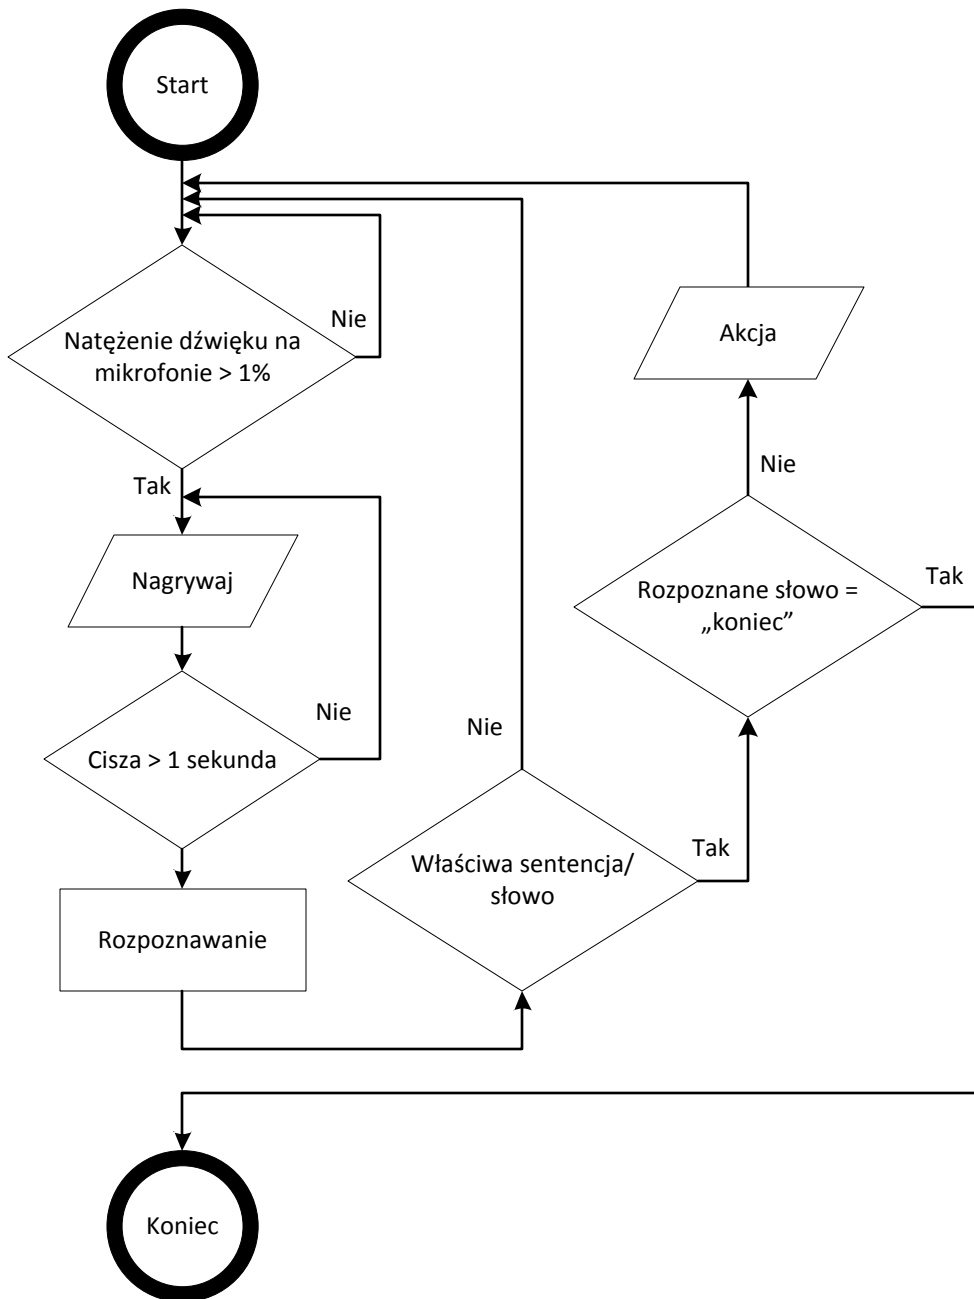 Start
Natężenie dźwięku na
mikrofonie > 1%
Nie
Tak
Nagrywaj
Cisza > 1 sekunda
Nie
Rozpoznawanie
Właściwa sentencja/
słowo
Nie
Tak
Rozpoznane słowo =
„koniec”
Nie
Tak
Akcja
Koniec